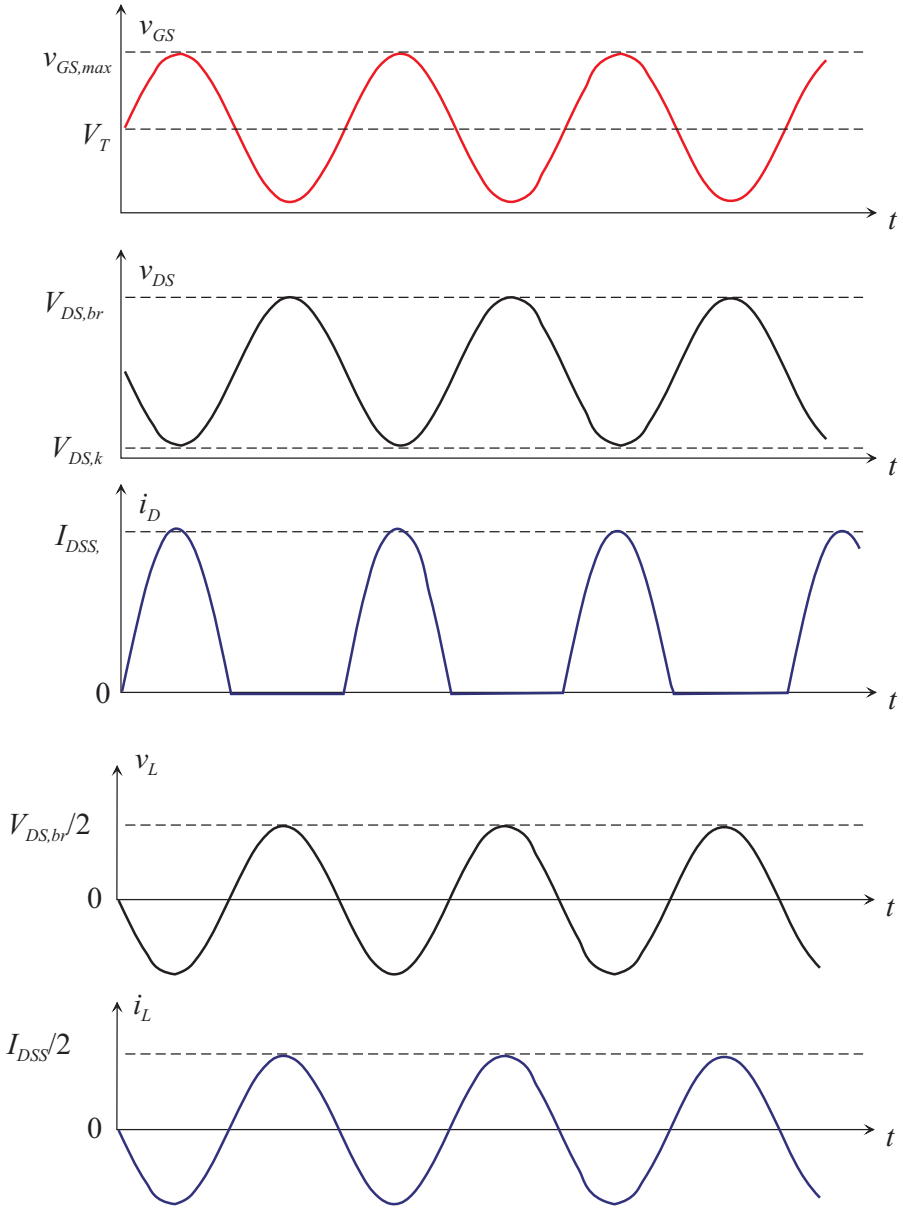 v_GS
v_GS,max
V_T
t
v_DS
V_DS,br
V_DS,k
t
i_D
I_DSS,
0
t
v_L
V_DS,br/2
0
t
i_L
I_DSS/2
0
t